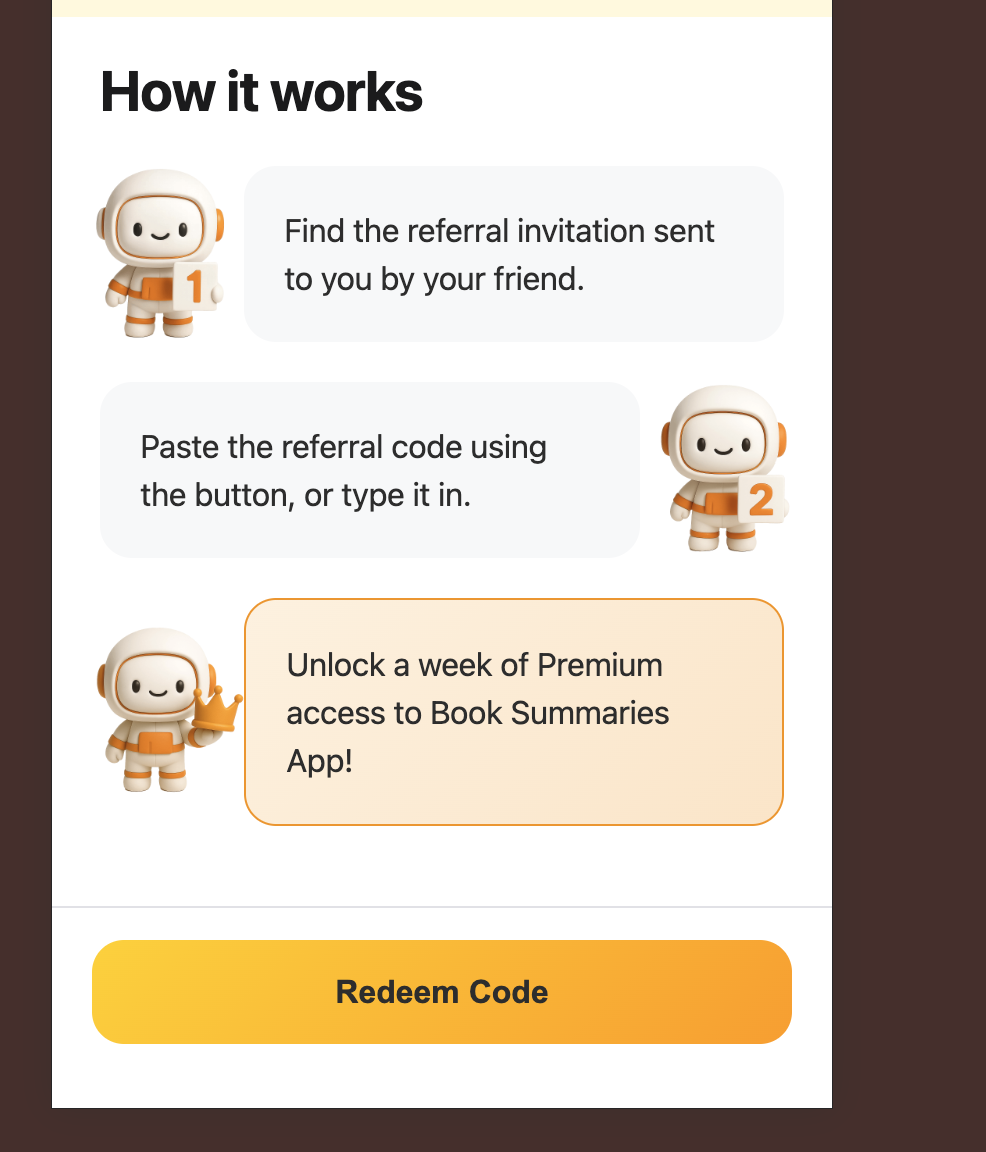 How it works
1
Find the referral invitation sent
to you by your friend.
Paste the referral code using
the button, or type it in.
2
Unlock a week of Premium
access to Book Summaries
App!
Redeem Code